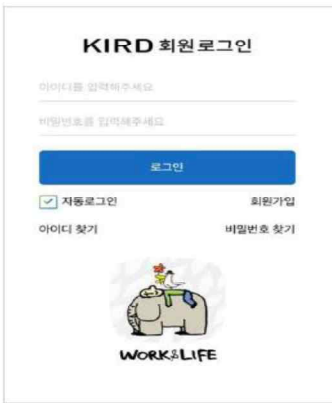 KIRD 회원로그인
아이디를 입력해주세요
비밀번호를 입력해주세요
로그인
자동로그인 회원가입
아이디 찾기 비밀번호 찾기
WORK&LIFE